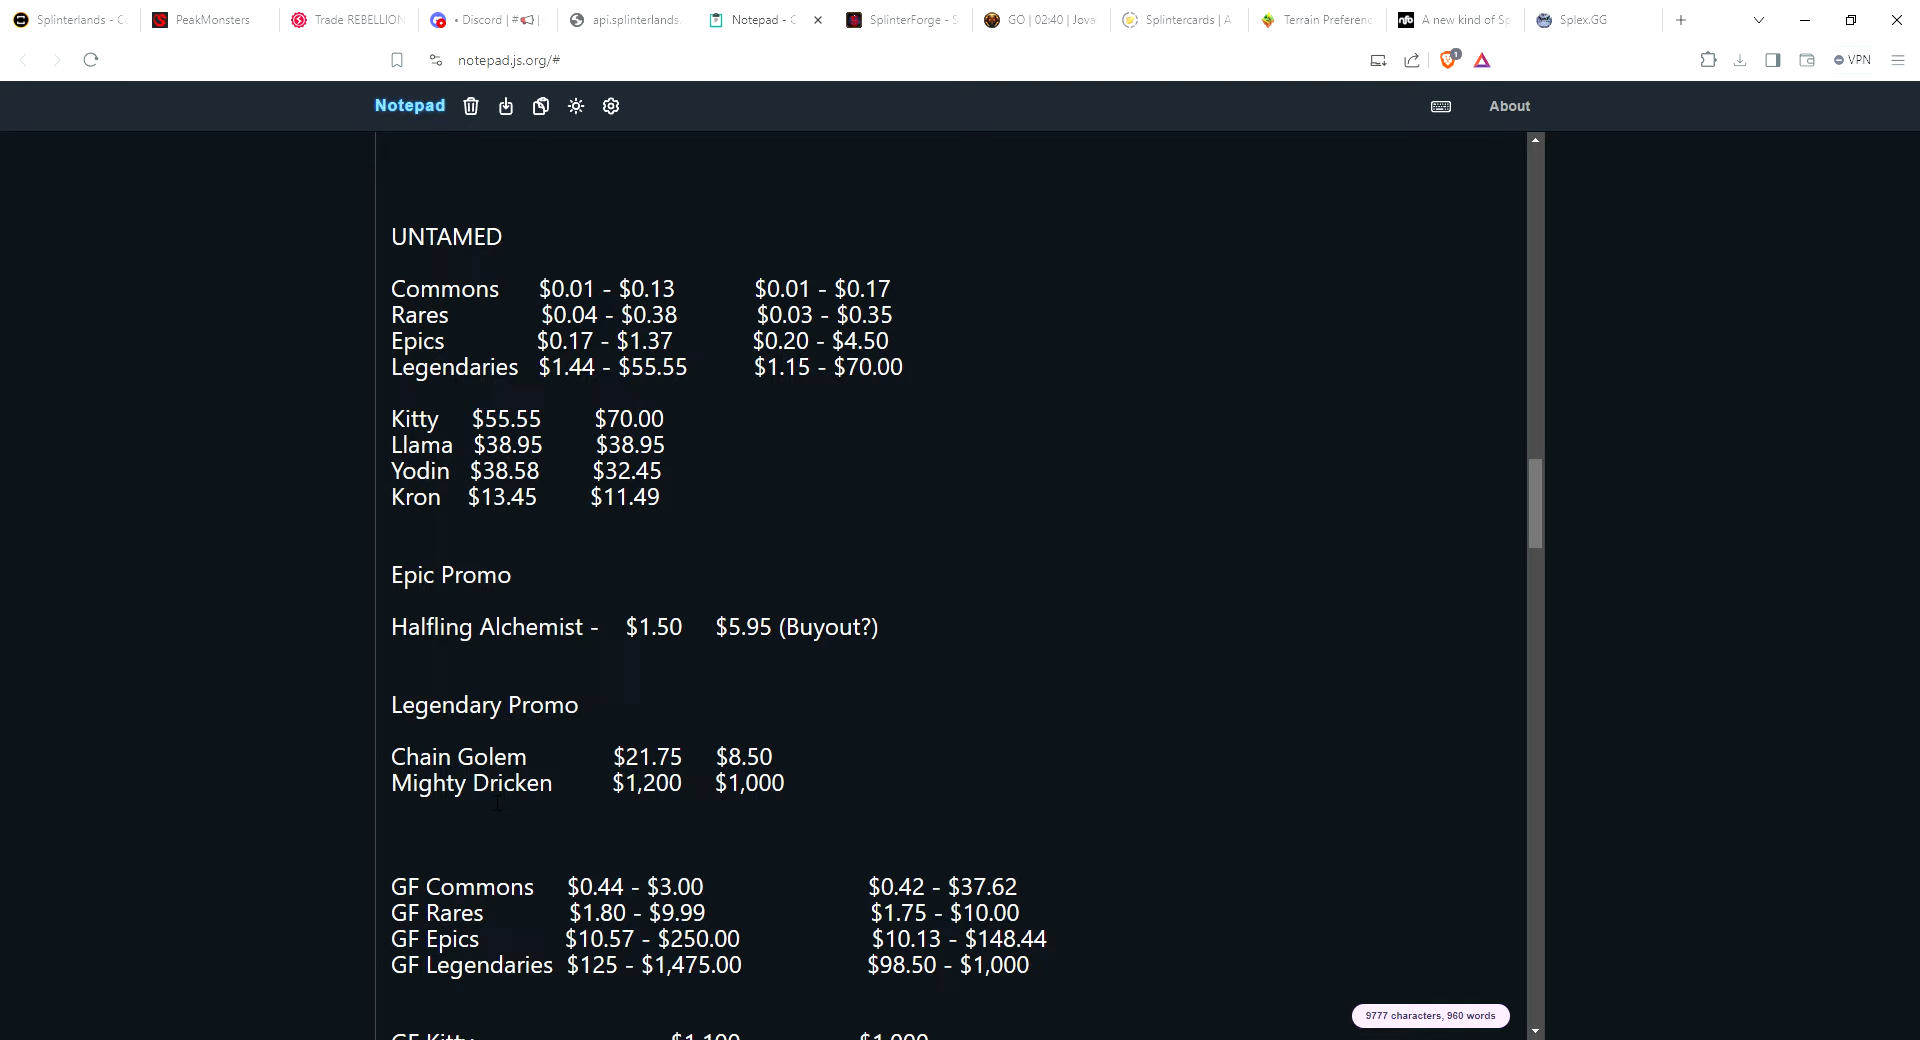 Splinterlands - Co
PeakMonsters
Trade REBELLION
• Discord | #
api.splinterlands.
Notepad - C
SplinterForge - S
GO | 02:40 | Jova
Splintercards | A
Terrain Preferenc
A new kind of Sp
Splex.GG
notepad.js.org/#
1
VPN
Notepad
About
UNTAMED
Commons $0.01 - $0.13 $0.01 - $0.17
Rares $0.04 - $0.38 $0.03 - $0.35
Epics $0.17 - $1.37 $0.20 - $4.50
Legendaries $1.44 - $55.55 $1.15 - $70.00
Kitty $55.55 $70.00
Llama $38.95 $38.95
Yodin $38.58 $32.45
Kron $13.45 $11.49
Epic Promo
Halfling Alchemist - $1.50 $5.95 (Buyout?)
Legendary Promo
Chain Golem $21.75 $8.50
Mighty Dricken $1,200 $1,000
GF Commons $0.44 - $3.00 $0.42 - $37.62
GF Rares $1.80 - $9.99 $1.75 - $10.00
GF Epics $10.57 - $250.00 $10.13 - $148.44
GF Legendaries $125 - $1,475.00 $98.50 - $1,000
GF Kitty $1,100 $1,000
9777 characters, 960 words